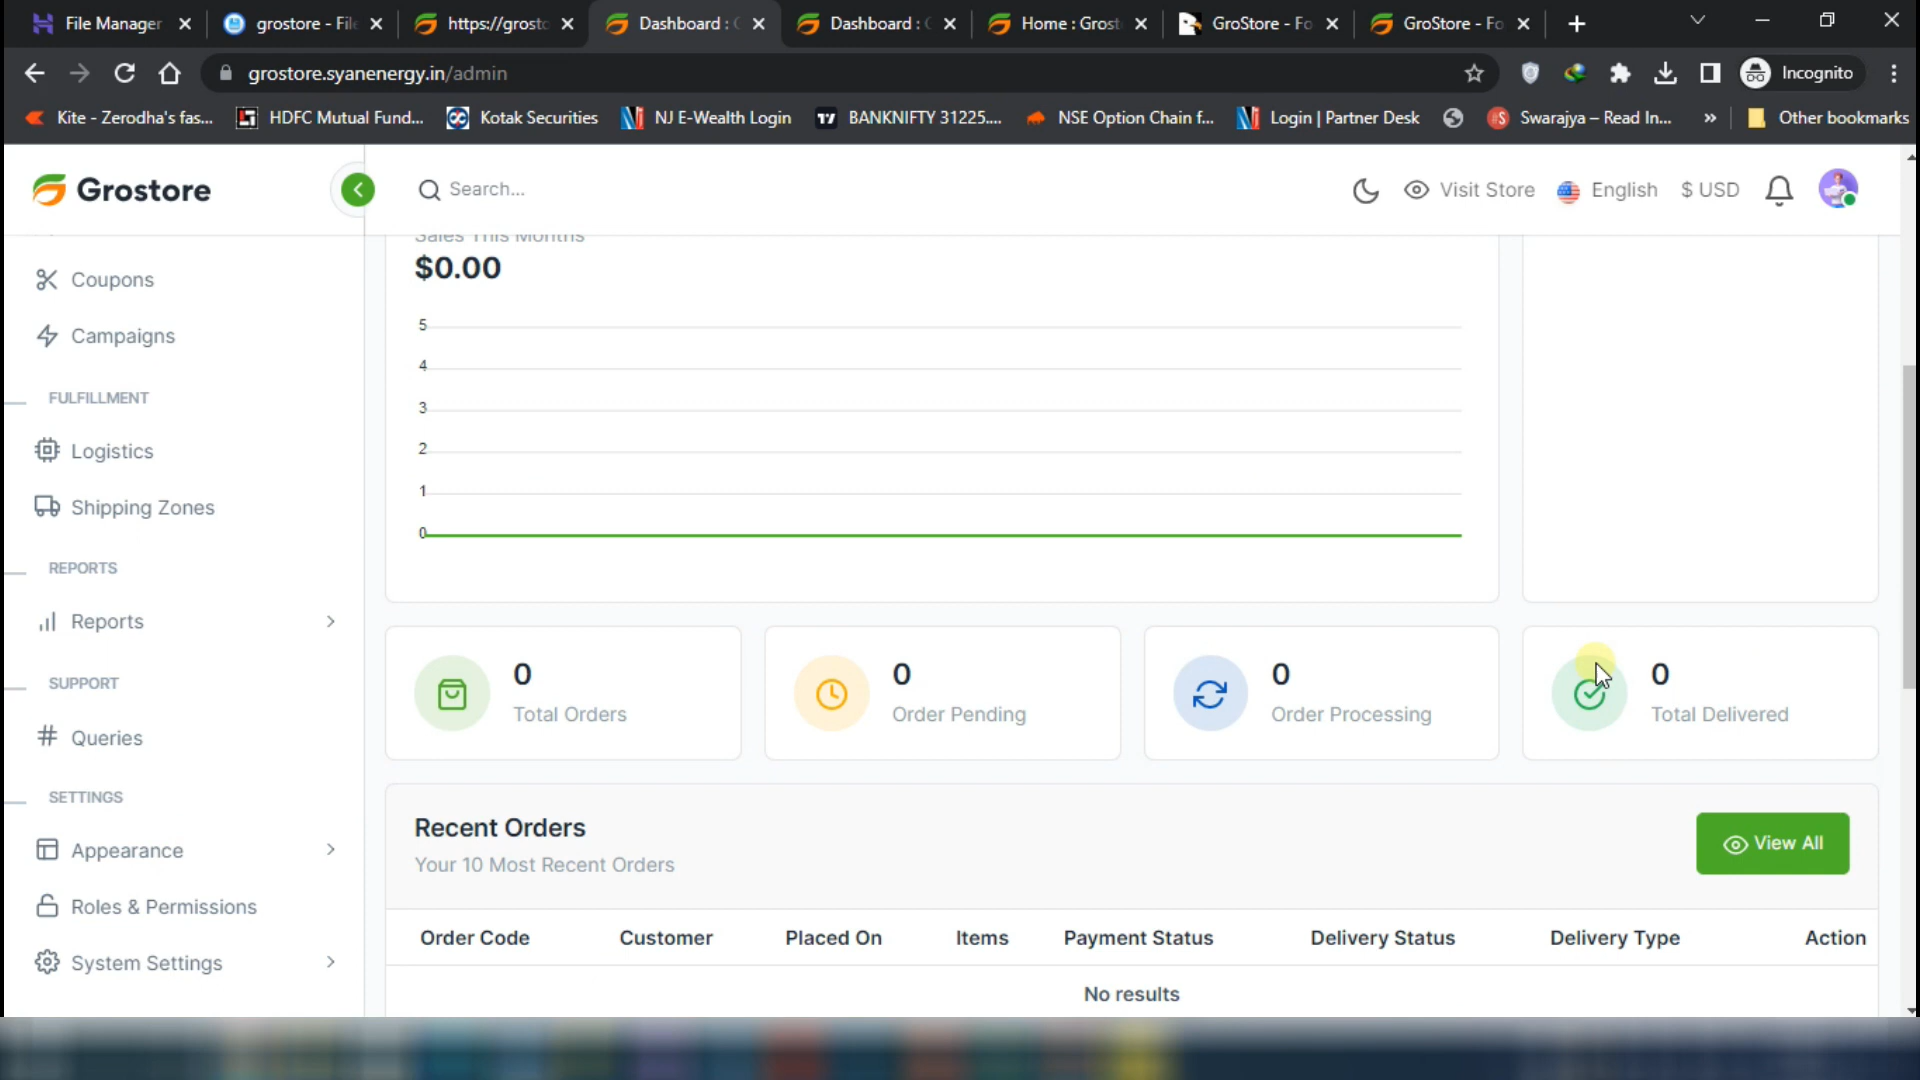 File Manager
grostore - File
https://grosto
Dashboard : G
Dashboard : G
Home : Grost
GroStore - Fo
GroStore - Fo
grostore.syanenergy.in/admin
Incognito
Kite - Zerodha's fas...
HDFC Mutual Fund...
Kotak Securities
NJ E-Wealth Login
BANKNIFTY 31225....
NSE Option Chain f...
Login | Partner Desk
Swarajya – Read In...
»
Other bookmarks
Grostore
Search...
Visit Store
English
$ USD
Coupons
Campaigns
FULFILLMENT
Logistics
Shipping Zones
REPORTS
Reports
SUPPORT
Queries
SETTINGS
Appearance
Roles & Permissions
System Settings
Sales This Months
$0.00
5
4
3
2
1
0
0
Total Orders
0
Order Pending
0
Order Processing
0
Total Delivered
Recent Orders
Your 10 Most Recent Orders
View All
Order Code Customer Placed On Items Payment Status Delivery Status Delivery Type Action
No results